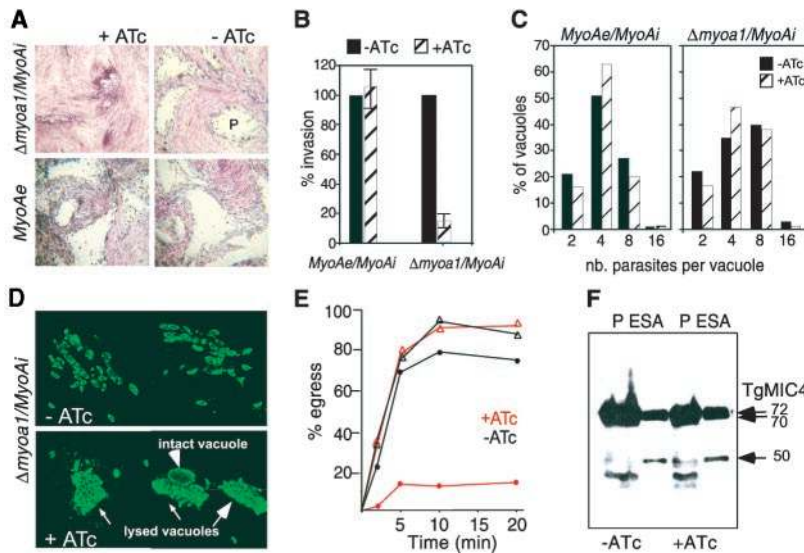 A
+ ATc - ATc
Δmyoa1/MyoAi
P
MyoAe
B
-ATc +ATc
% invasion
120
100
80
60
40
20
0
MyoAe/MyoAi Δmyoa1/MyoAi
C
MyoAe/MyoAi Δmyoa1/MyoAi
-ATc
+ATc
% of vacuoles
70
60
50
40
30
20
10
0
2 4 8 16 2 4 8 16
nb. parasites per vacuole
D
Δmyoa1/MyoAi
- ATc
intact vacuole
lysed vacuoles
+ ATc
E
% egress
100
80
60
40
20
+ATc
-ATc
5 10 15 20
Time (min)
F
P ESA P ESA
TgMIC4
72
70
50
-ATc +ATc